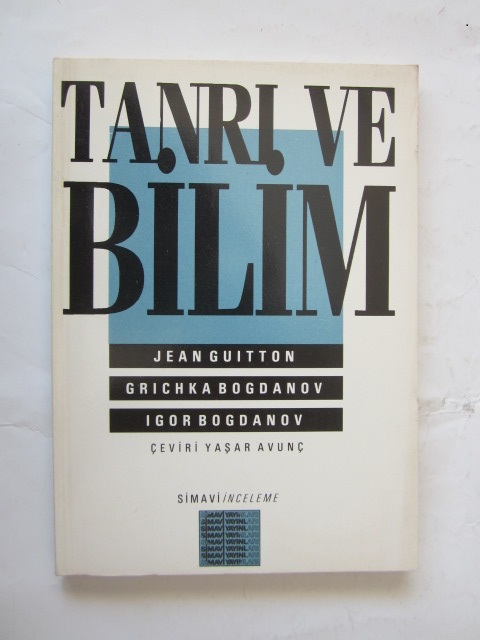 TANRI VE
BİLİM
JEAN GUITTON
GRICHKA BOGDANOV
IGOR BOGDANOV
ÇEVİRİ YAŞAR AVUNÇ
SİMAVİ/NCELEME